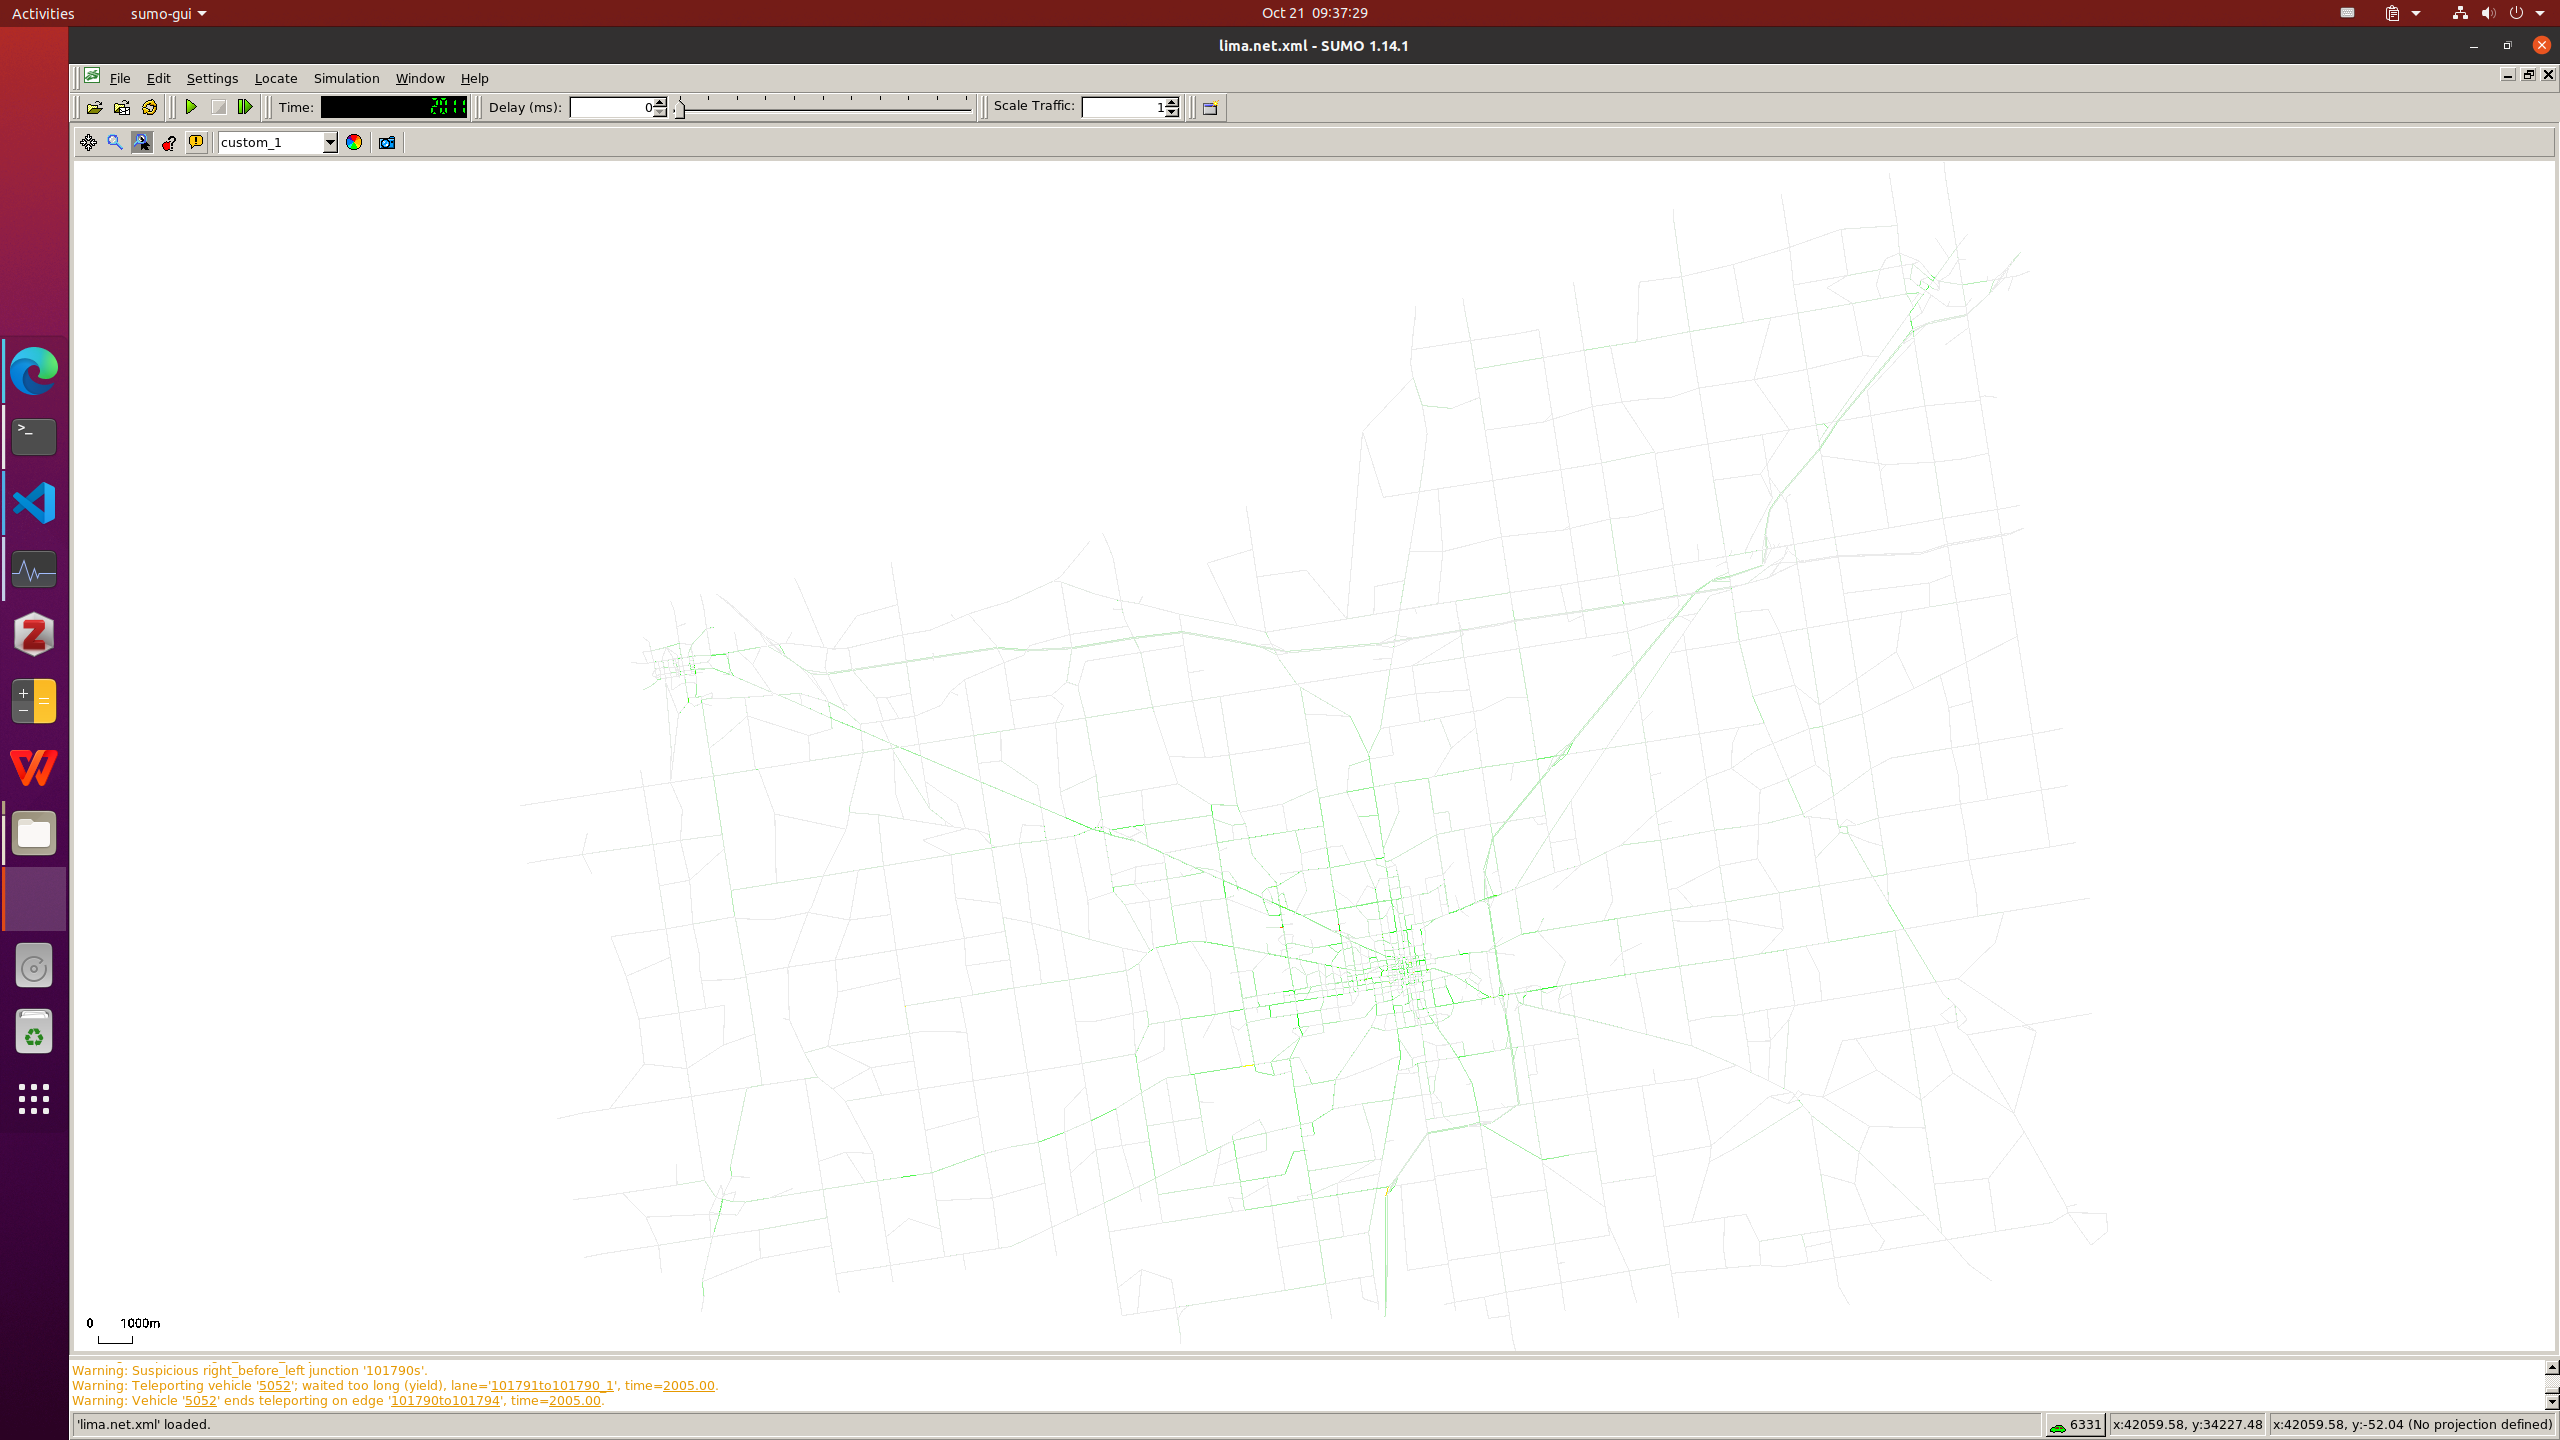 Activities sumo-gui Oct 21 09:37:29
lima.net.xml - SUMO 1.14.1
File Edit Settings Locate Simulation Window Help
Time: 2011 Delay (ms): 0 Scale Traffic: 1
custom_1
0 1000m
Warning: Suspicious right_before_left junction '101790s'.
Warning: Teleporting vehicle '5052'; waited too long (yield), lane='101791to101790_1', time=2005.00.
Warning: Vehicle '5052' ends teleporting on edge '101790to101794', time=2005.00.
'lima.net.xml' loaded. 6331 x:42059.58, y:34227.48 x:42059.58, y:-52.04 (No projection defined)